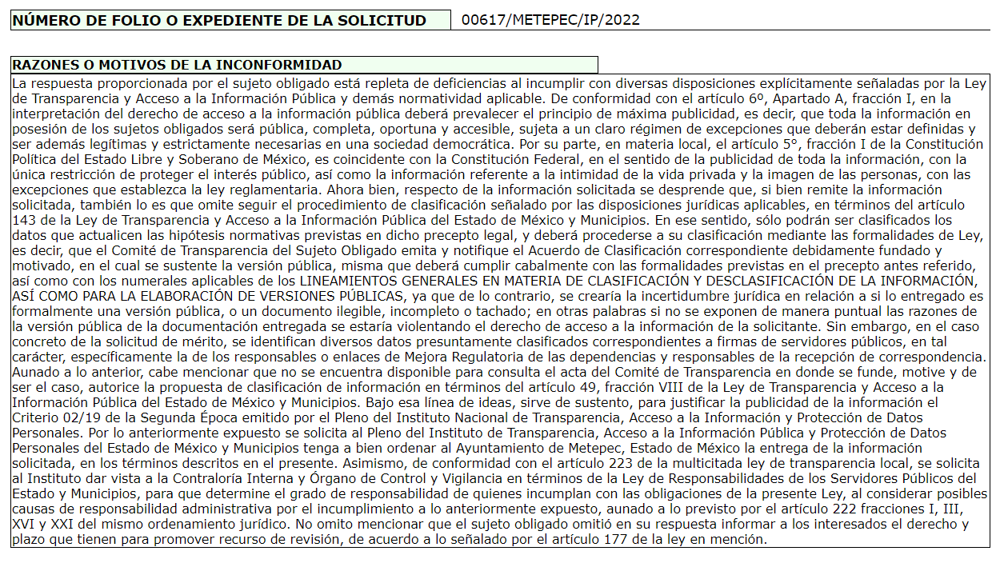 NÚMERO DE FOLIO O EXPEDIENTE DE LA SOLICITUD 00617/METEPEC/IP/2022
RAZONES O MOTIVOS DE LA INCONFORMIDAD
La respuesta proporcionada por el sujeto obligado está repleta de deficiencias al incumplir con diversas disposiciones explícitamente señaladas por la Ley
de Transparencia y Acceso a la Información Pública y demás normatividad aplicable. De conformidad con el artículo 6º, Apartado A, fracción I, en la
interpretación del derecho de acceso a la información pública deberá prevalecer el principio de máxima publicidad, es decir, que toda la información en
posesión de los sujetos obligados será pública, completa, oportuna y accesible, sujeta a un claro régimen de excepciones que deberán estar definidas y
ser además legítimas y estrictamente necesarias en una sociedad democrática. Por su parte, en materia local, el artículo 5°, fracción I de la Constitución
Política del Estado Libre y Soberano de México, es coincidente con la Constitución Federal, en el sentido de la publicidad de toda la información, con la
única restricción de proteger el interés público, así como la información referente a la intimidad de la vida privada y la imagen de las personas, con las
excepciones que establezca la ley reglamentaria. Ahora bien, respecto de la información solicitada se desprende que, si bien remite la información
solicitada, también lo es que omite seguir el procedimiento de clasificación señalado por las disposiciones jurídicas aplicables, en términos del artículo
143 de la Ley de Transparencia y Acceso a la Información Pública del Estado de México y Municipios. En ese sentido, sólo podrán ser clasificados los
datos que actualicen las hipótesis normativas previstas en dicho precepto legal, y deberá procederse a su clasificación mediante las formalidades de Ley,
es decir, que el Comité de Transparencia del Sujeto Obligado emita y notifique el Acuerdo de Clasificación correspondiente debidamente fundado y
motivado, en el cual se sustente la versión pública, misma que deberá cumplir cabalmente con las formalidades previstas en el precepto antes referido,
así como con los numerales aplicables de los LINEAMIENTOS GENERALES EN MATERIA DE CLASIFICACIÓN Y DESCLASIFICACIÓN DE LA INFORMACIÓN,
ASÍ COMO PARA LA ELABORACIÓN DE VERSIONES PÚBLICAS, ya que de lo contrario, se crearía la incertidumbre jurídica en relación a si lo entregado es
formalmente una versión pública, o un documento ilegible, incompleto o tachado; en otras palabras si no se exponen de manera puntual las razones de
la versión pública de la documentación entregada se estaría violentando el derecho de acceso a la información de la solicitante. Sin embargo, en el caso
concreto de la solicitud de mérito, se identifican diversos datos presuntamente clasificados correspondientes a firmas de servidores públicos, en tal
carácter, específicamente la de los responsables o enlaces de Mejora Regulatoria de las dependencias y responsables de la recepción de correspondencia.
Aunado a lo anterior, cabe mencionar que no se encuentra disponible para consulta el acta del Comité de Transparencia en donde se funde, motive y de
ser el caso, autorice la propuesta de clasificación de información en términos del artículo 49, fracción VIII de la Ley de Transparencia y Acceso a la
Información Pública del Estado de México y Municipios. Bajo esa línea de ideas, sirve de sustento, para justificar la publicidad de la información el
Criterio 02/19 de la Segunda Época emitido por el Pleno del Instituto Nacional de Transparencia, Acceso a la Información y Protección de Datos
Personales. Por lo anteriormente expuesto se solicita al Pleno del Instituto de Transparencia, Acceso a la Información Pública y Protección de Datos
Personales del Estado de México y Municipios tenga a bien ordenar al Ayuntamiento de Metepec, Estado de México la entrega de la información
solicitada, en los términos descritos en el presente. Asimismo, de conformidad con el artículo 223 de la multicitada ley de transparencia local, se solicita
al Instituto dar vista a la Contraloría Interna y Órgano de Control y Vigilancia en términos de la Ley de Responsabilidades de los Servidores Públicos del
Estado y Municipios, para que determine el grado de responsabilidad de quienes incumplan con las obligaciones de la presente Ley, al considerar posibles
causas de responsabilidad administrativa por el incumplimiento a lo anteriormente expuesto, aunado a lo previsto por el artículo 222 fracciones I, III,
XVI y XXI del mismo ordenamiento jurídico. No omito mencionar que el sujeto obligado omitió en su respuesta informar a los interesados el derecho y
plazo que tienen para promover recurso de revisión, de acuerdo a lo señalado por el artículo 177 de la ley en mención.